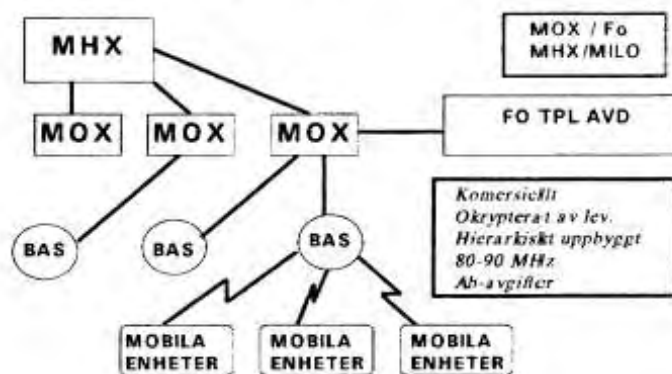 MHX
MOX / Fo
MHX/MILO
MOX
MOX
MOX
FO TPL AVD
BAS
BAS
BAS
Komersiellt
Okrypterat av lev.
Hierarkiskt uppbyggt
80-90 MHz
Ab-avgifter
MOBILA
ENHETER
MOBILA
ENHETER
MOBILA
ENHETER